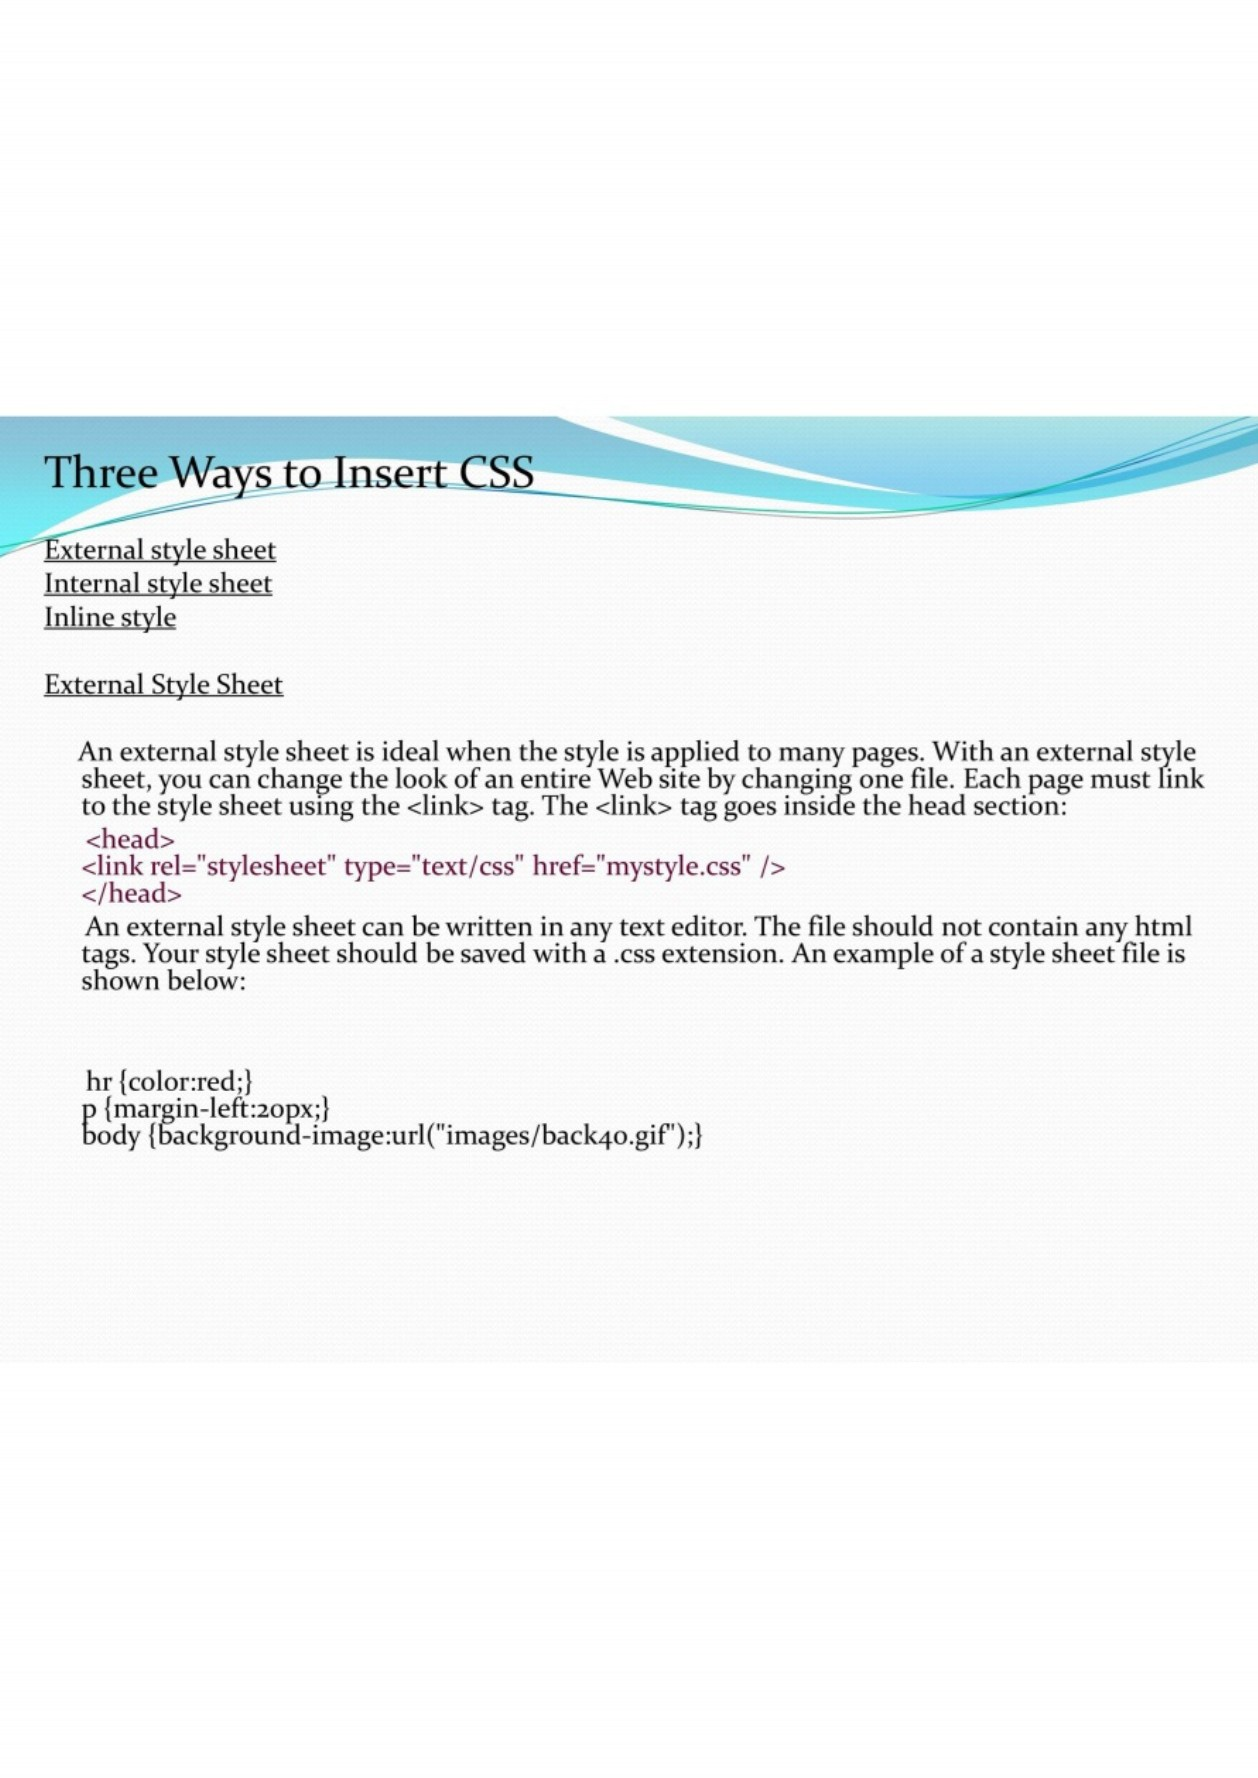 Three Ways to Insert CSS
External style sheet
Internal style sheet
Inline style
External Style Sheet
An external style sheet is ideal when the style is applied to many pages. With an external style
sheet, you can change the look of an entire Web site by changing one file. Each page must link
to the style sheet using the <link> tag. The <link> tag goes inside the head section:
<head>
<link rel="stylesheet" type="text/css" href="mystyle.css" />
</head>
An external style sheet can be written in any text editor. The file should not contain any html
tags. Your style sheet should be saved with a .css extension. An example of a style sheet file is
shown below:
hr {color:red;}
p {margin-left:20px;}
body {background-image:url("images/back40.gif");}